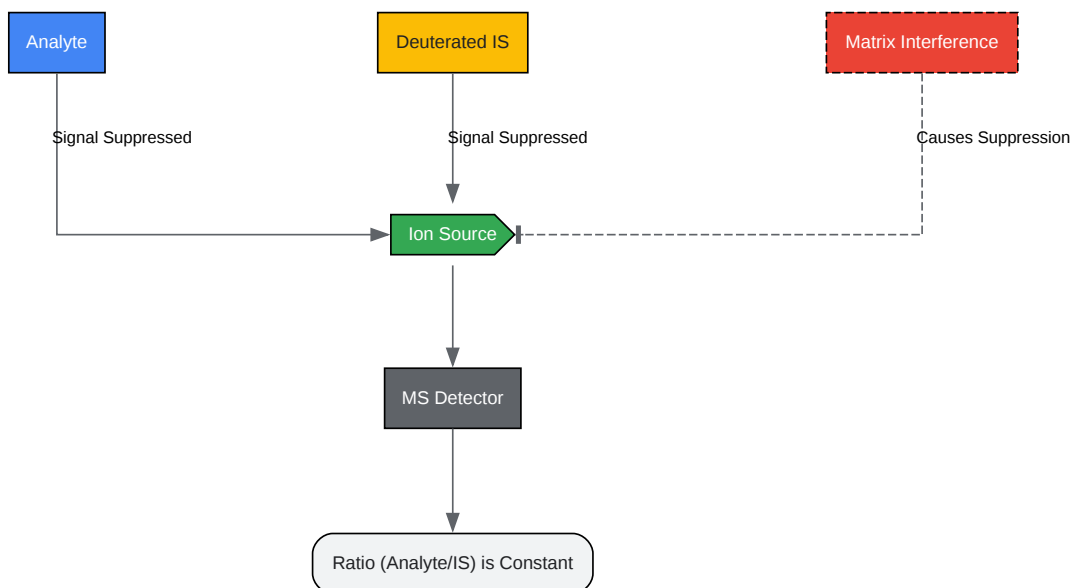 Analyte
Deuterated IS
Matrix Interference
Signal Suppressed
Signal Suppressed
Causes Suppression
Ion Source
MS Detector
Ratio (Analyte/IS) is Constant